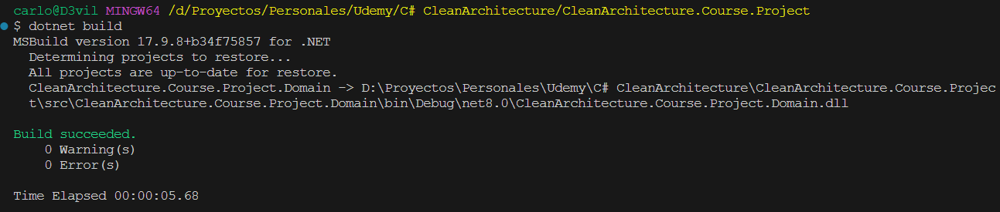 carlo@D3vil MINGW64 /d/Proyectos/Personales/Udemy/C# CleanArchitecture/CleanArchitecture.Course.Project
$ dotnet build
MSBuild version 17.9.8+b34f75857 for .NET
  Determining projects to restore...
  All projects are up-to-date for restore.
  CleanArchitecture.Course.Project.Domain -> D:\Proyectos\Personales\Udemy\C# CleanArchitecture\CleanArchitecture.Course.Projec
t\src\CleanArchitecture.Course.Project.Domain\bin\Debug\net8.0\CleanArchitecture.Course.Project.Domain.dll
Build succeeded.
    0 Warning(s)
    0 Error(s)
Time Elapsed 00:00:05.68